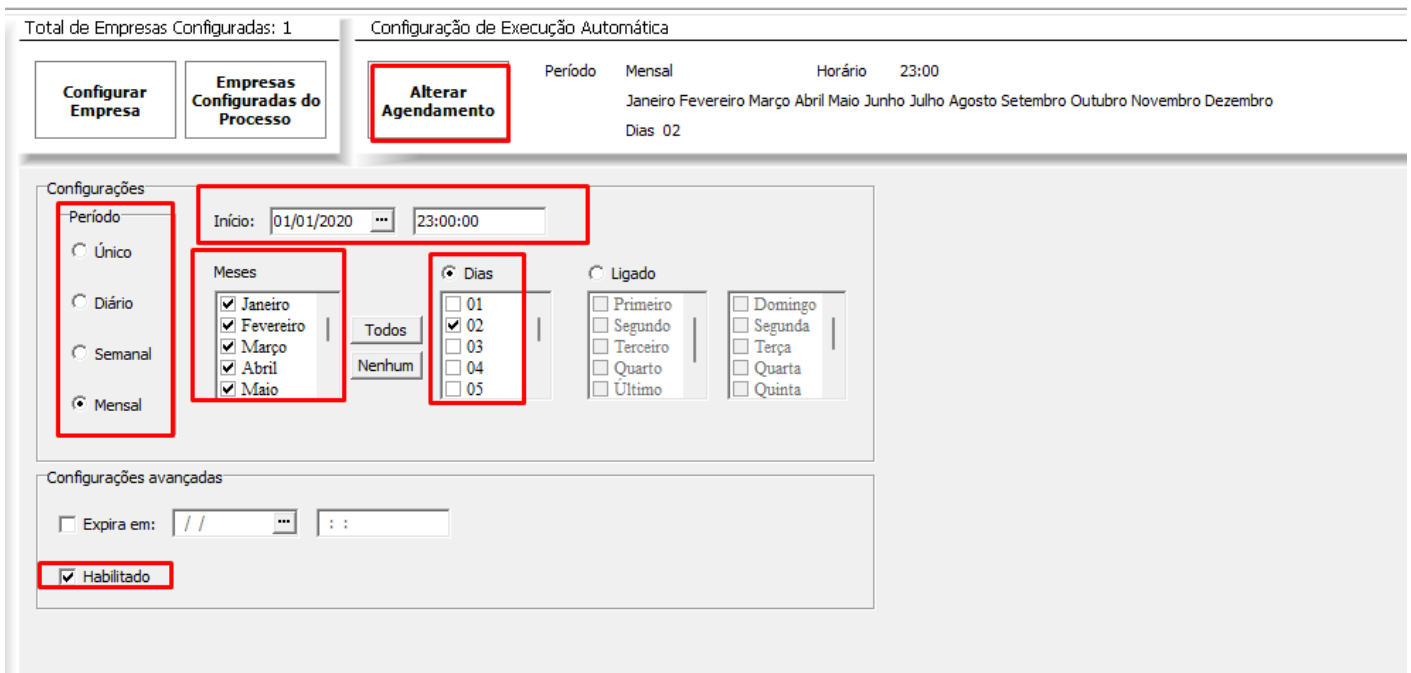 Total de Empresas Configuradas: 1
Configuração de Execução Automática
Configurar
Empresa
Empresas
Configuradas do
Processo
Alterar
Agendamento
Período Mensal Horário 23:00
Janeiro Fevereiro Março Abril Maio Junho Julho Agosto Setembro Outubro Novembro Dezembro
Dias 02
Configurações
Período
Único
Diário
Semanal
Mensal
Início: 01/01/2020 ... 23:00:00
Meses
Janeiro
Fevereiro
Março
Abril
Maio
Todos
Nenhum
Dias
01
02
03
04
05
Ligado
Primeiro
Segundo
Terceiro
Quarto
Último
Domingo
Segunda
Terça
Quarta
Quinta
Configurações avançadas
Expira em: / / ... : :
Habilitado